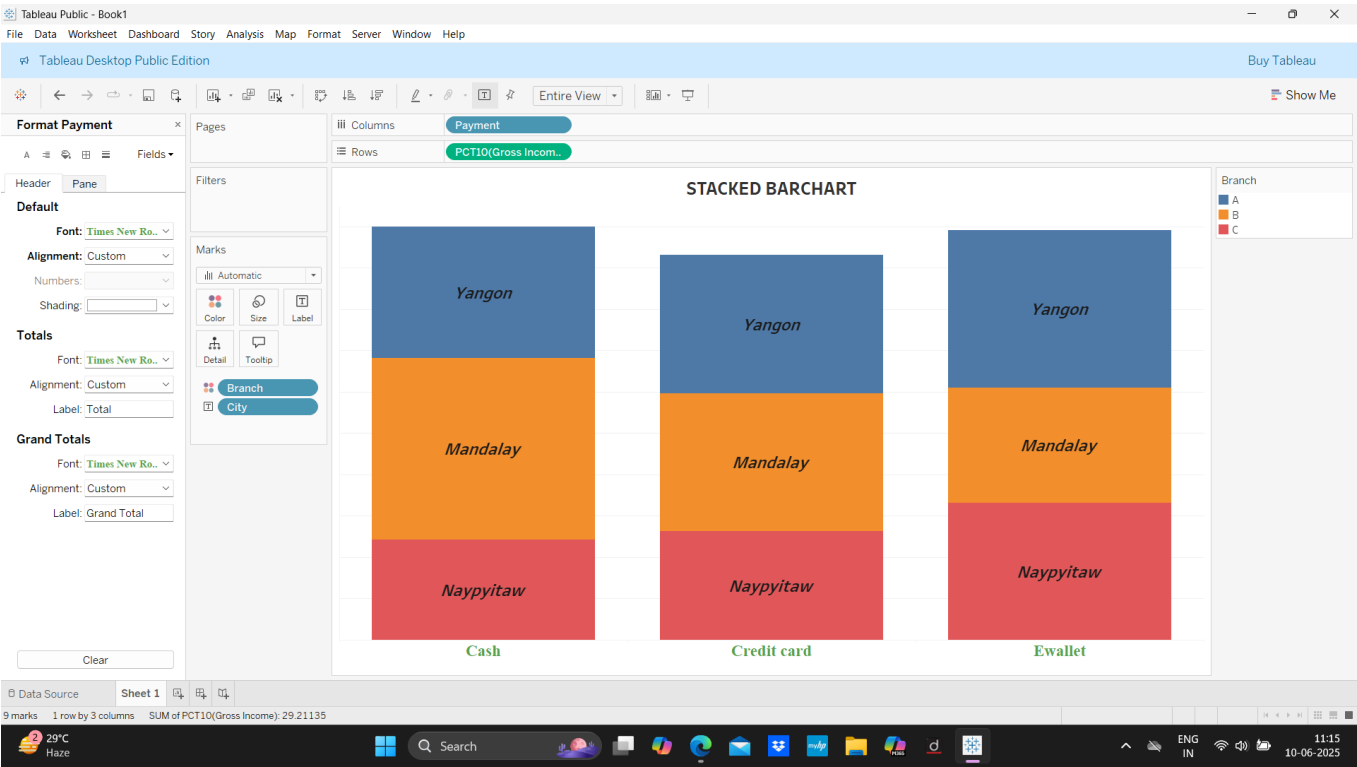 Tableau Public - Book1
File Data Worksheet Dashboard Story Analysis Map Format Server Window Help
Tableau Desktop Public Edition
Buy Tableau
Entire View
Show Me
Format Payment
Fields
Header Pane
Default
Font: Times New Ro..
Alignment: Custom
Numbers:
Shading:
Totals
Font: Times New Ro..
Alignment: Custom
Label: Total
Grand Totals
Font: Times New Ro..
Alignment: Custom
Label: Grand Total
Clear
Pages
Filters
Marks
Automatic
Color Size Label
Detail Tooltip
Branch
City
Columns Payment
Rows PCT10(Gross Incom..
STACKED BARCHART
Yangon Yangon Yangon
Mandalay Mandalay Mandalay
Naypyitaw Naypyitaw Naypyitaw
Cash Credit card Ewallet
Branch
A
B
C
Data Source Sheet 1
9 marks 1 row by 3 columns SUM of PCT10(Gross Income): 29.21135
2
29°C
Haze
Search
myhp
M365
d
ENG
IN
11:15
10-06-2025